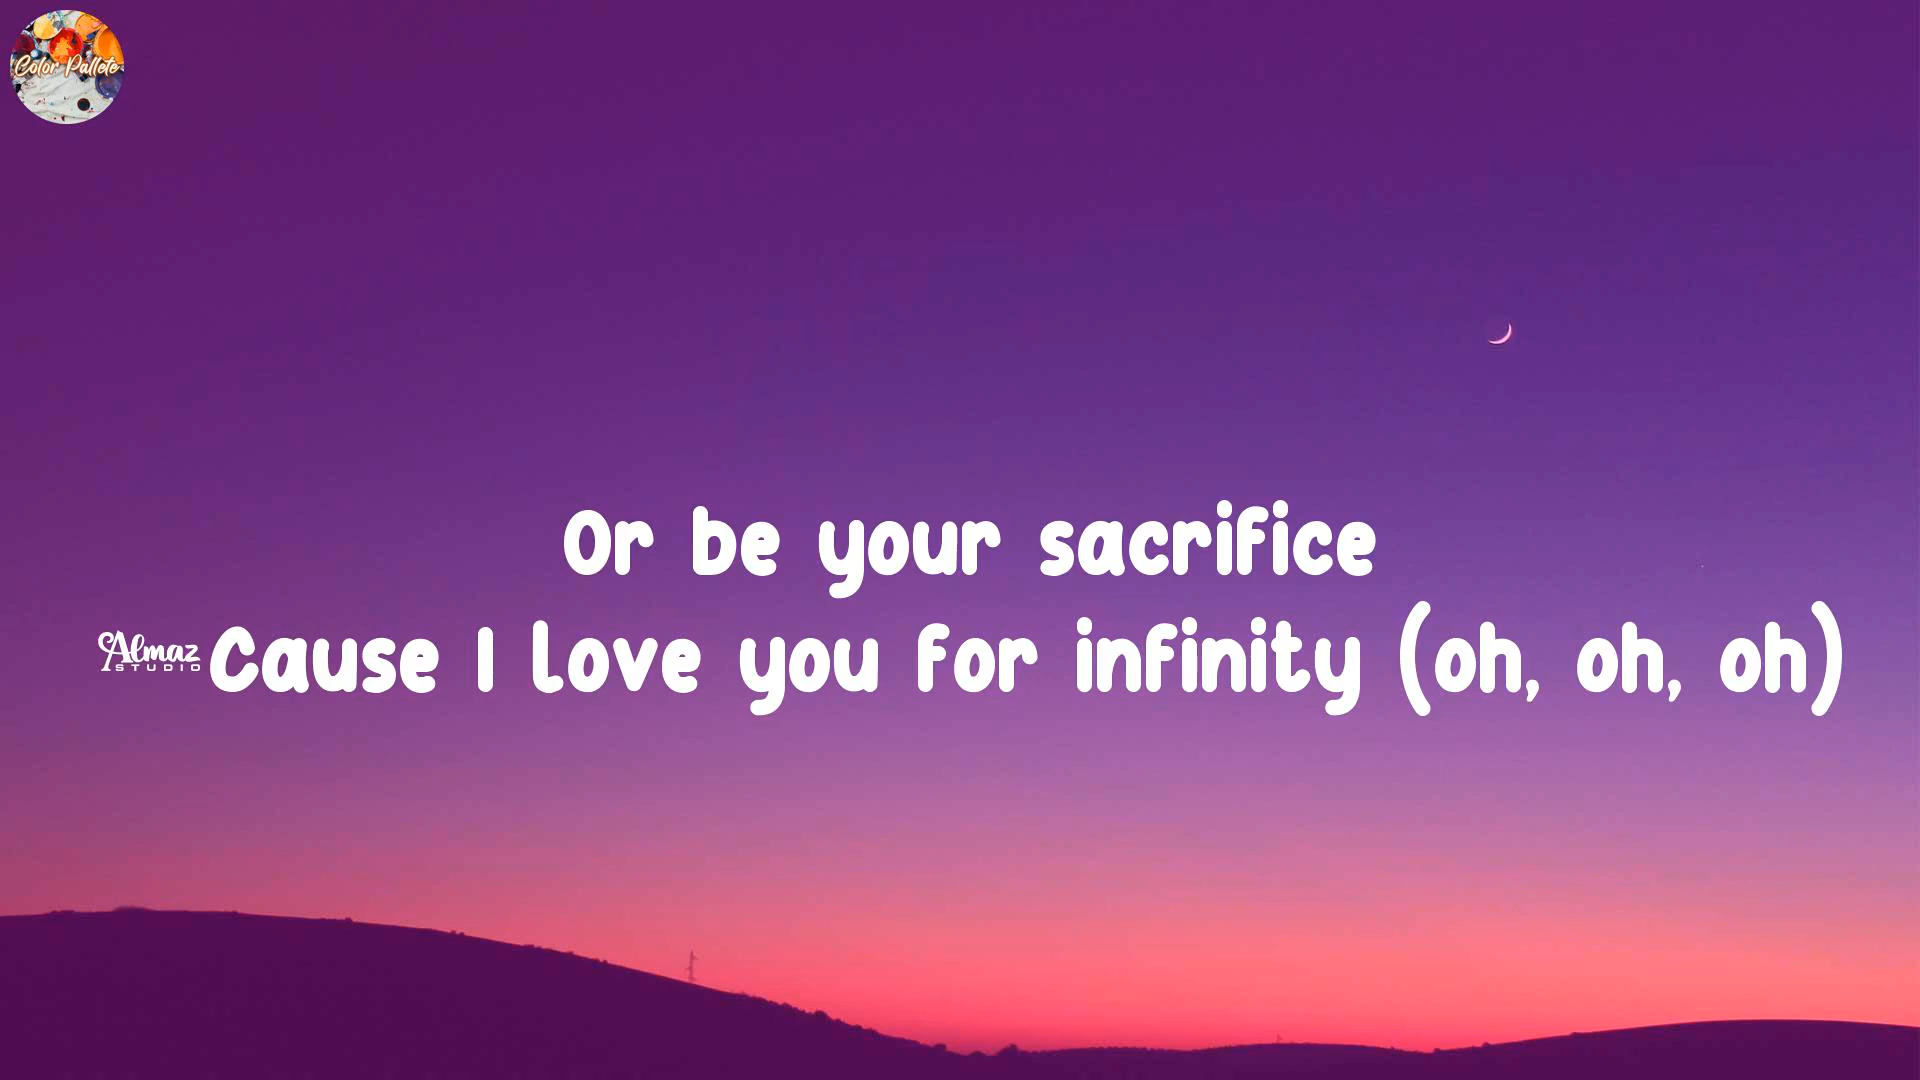 Color Pallete
Or be your sacrifice
Almaz
STUDIO
Cause I love you for infinity (oh, oh, oh)